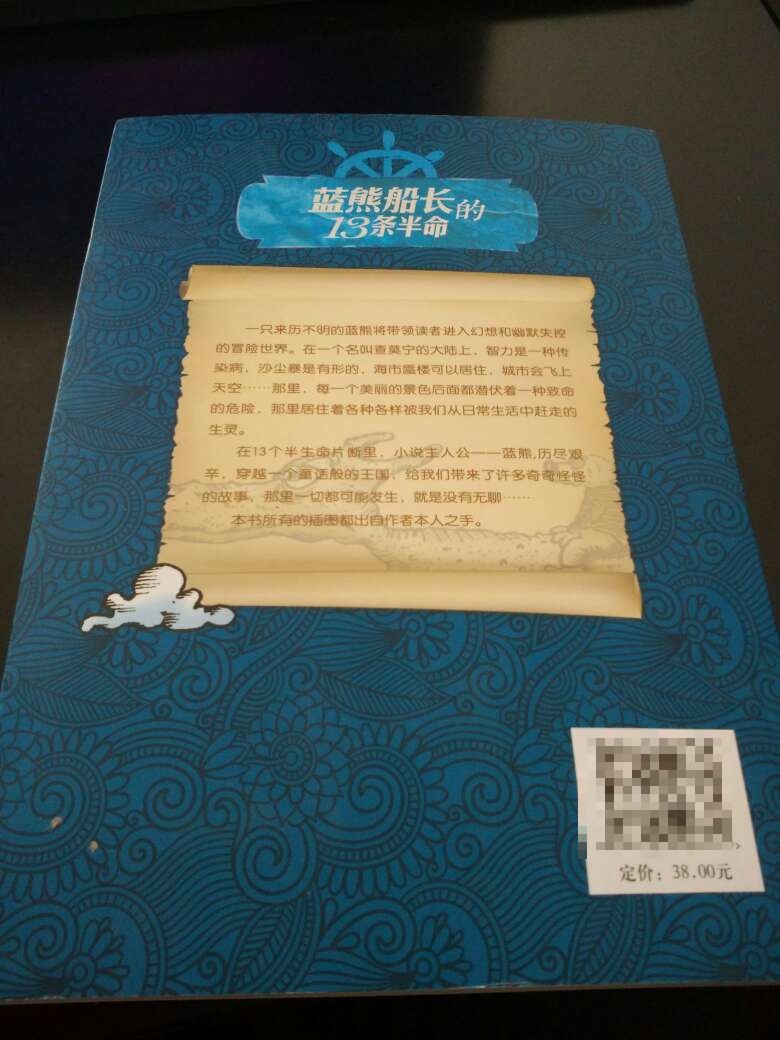 蓝熊船长的
13条半命
一只来历不明的蓝熊将带领读者进入幻想和幽默失控
的冒险世界。在一个名叫查莫宁的大陆上，智力是一种传
染病，沙尘暴是有形的，海市蜃楼可以居住，城市会飞上
天空……那里，每一个美丽的景色后面都潜伏着一种致命
的危险，那里居住着各种各样被我们从日常生活中赶走的
生灵。
在13个半生命片断里，小说主人公——蓝熊，历尽艰
辛，穿越一个童话般的王国，给我们带来了许多奇奇怪怪
的故事，那里一切都可能发生，就是没有无聊……
本书所有的插图都出自作者本人之手。
定价：38.00元